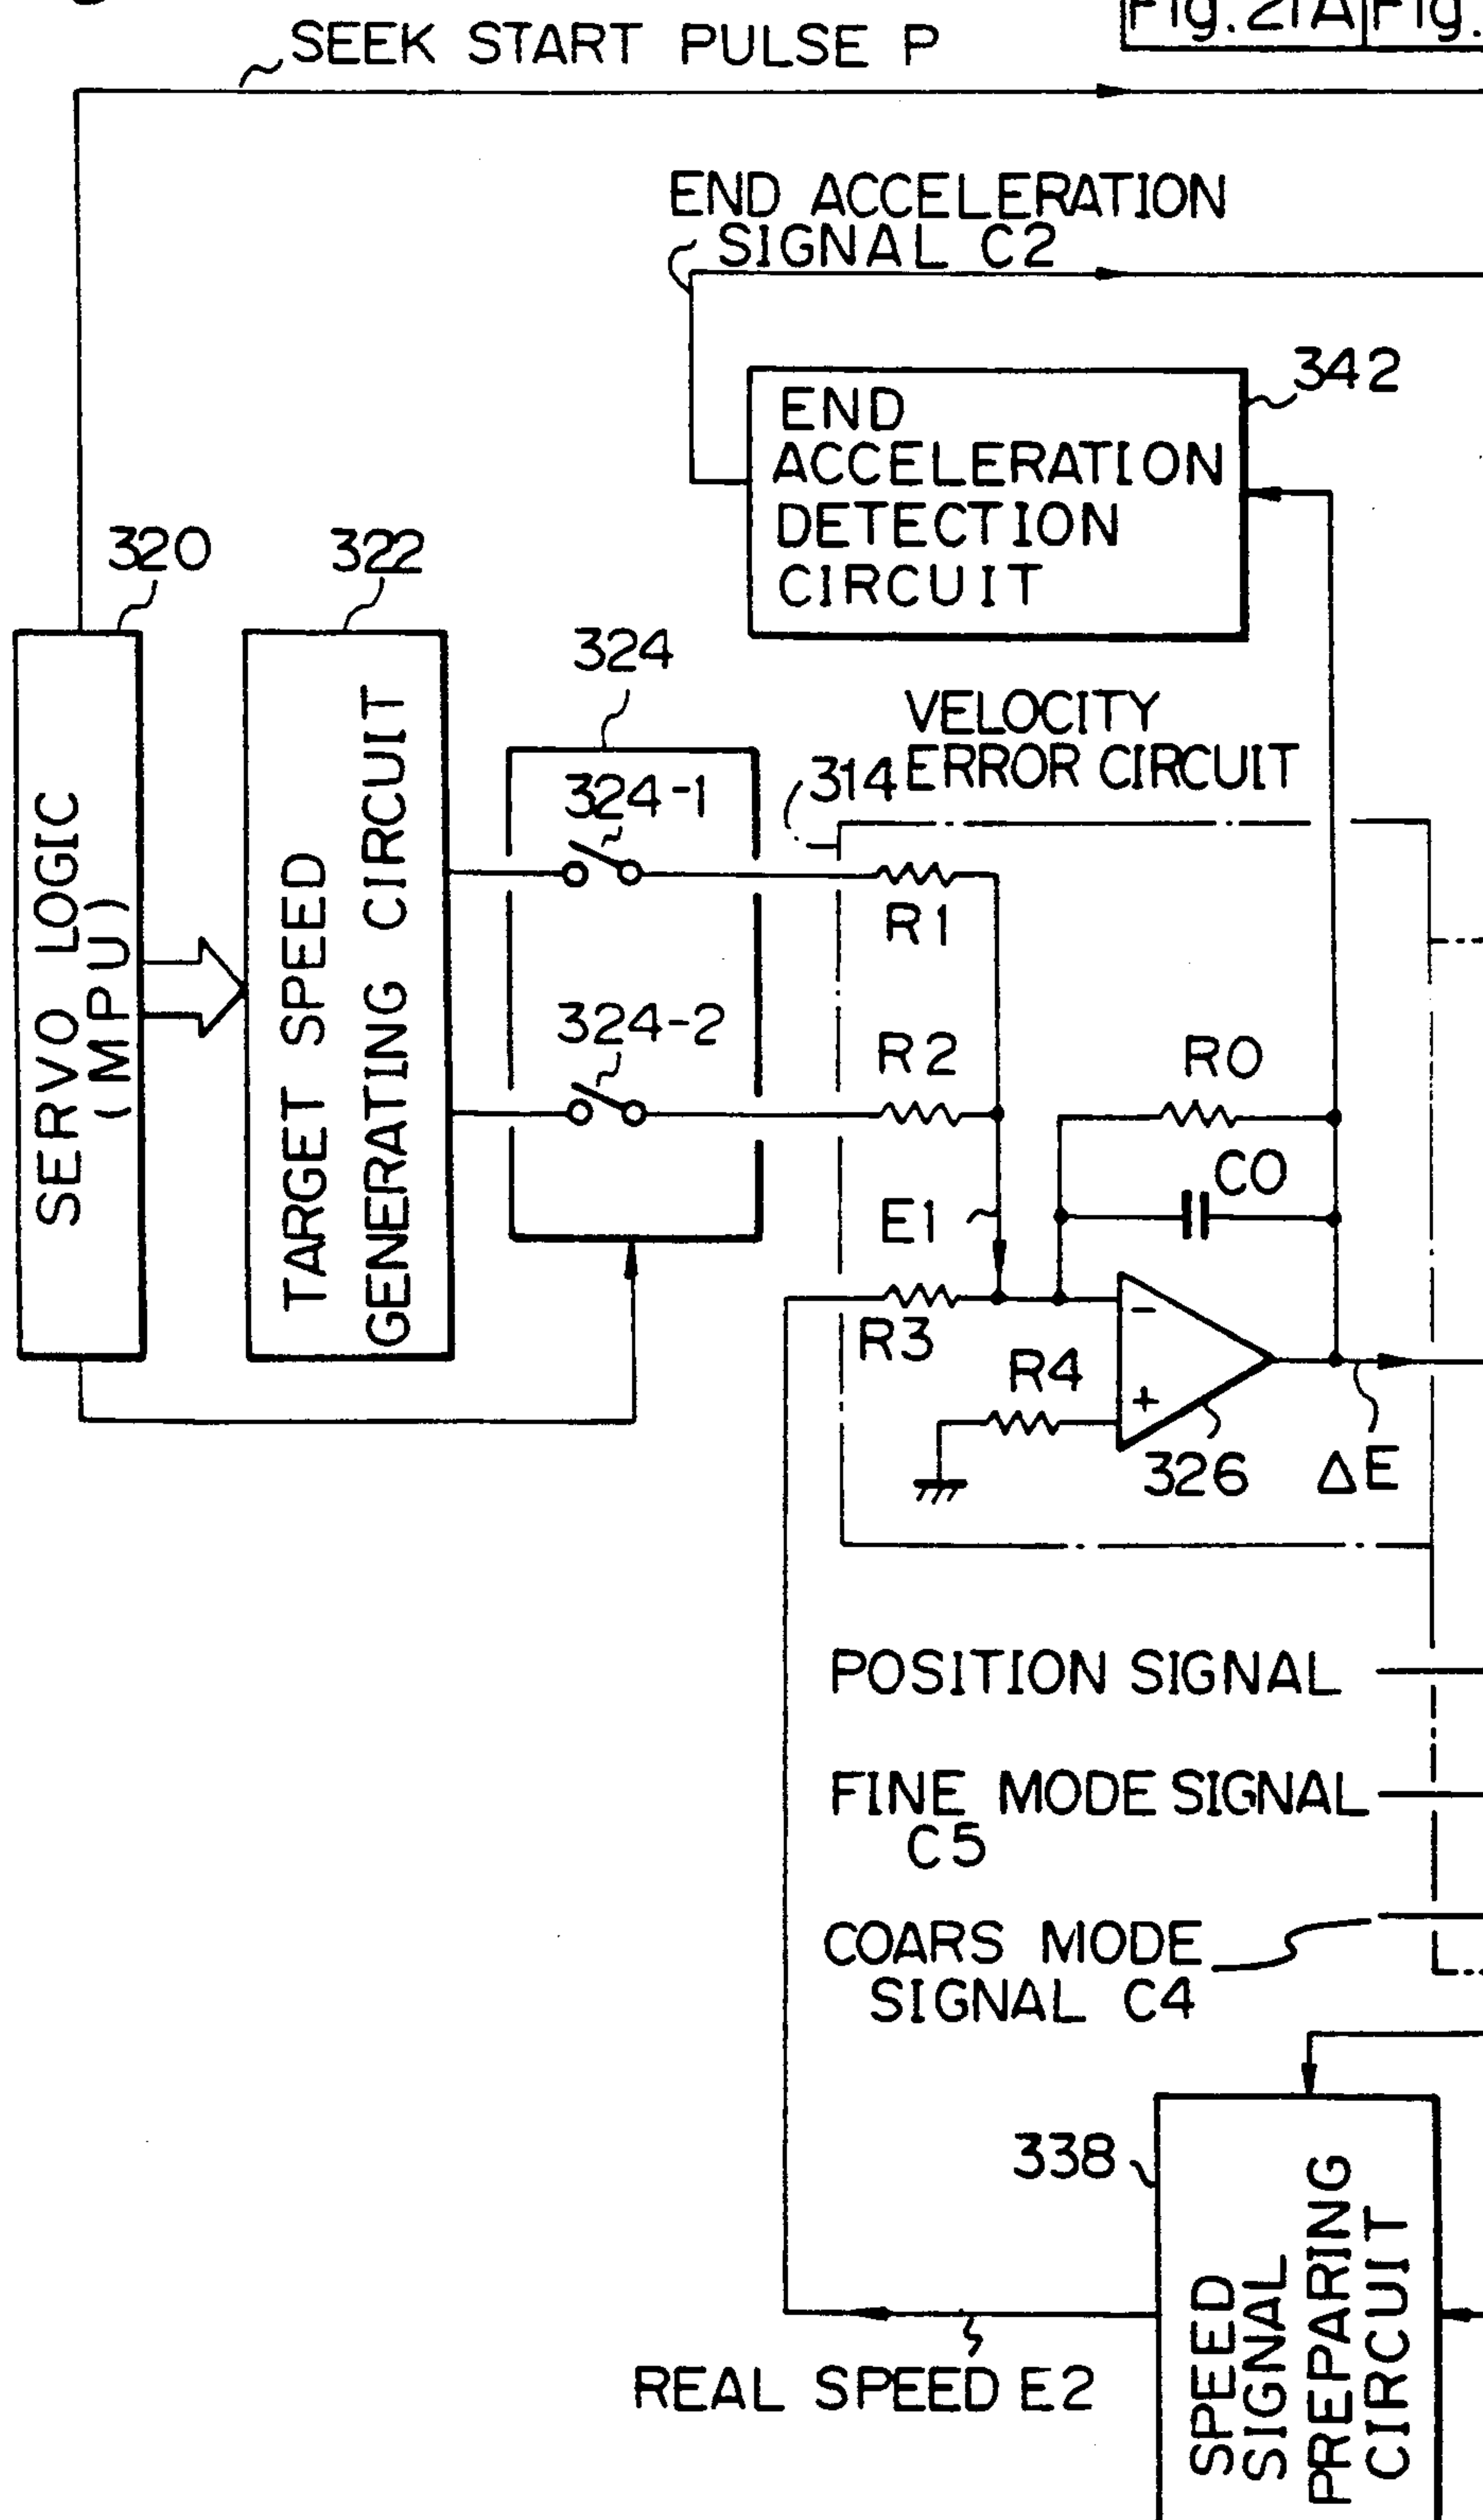 Fig. 21A Fig.
SEEK START PULSE P
END ACCELERATION
SIGNAL C2
342
END
ACCELERATION
DETECTION
CIRCUIT
320
322
324
VELOCITY
ERROR CIRCUIT
314
324-1
SERVO LOGIC
(MPU)
TARGET SPEED
GENERATING CIRCUIT
R1
324-2
R2
R0
C0
E1
R3
R4
-
+
326
ΔE
POSITION SIGNAL
FINE MODE SIGNAL
C5
COARS MODE
SIGNAL C4
338
SPEED
SIGNAL
PREPARING
CIRCUIT
REAL SPEED E2